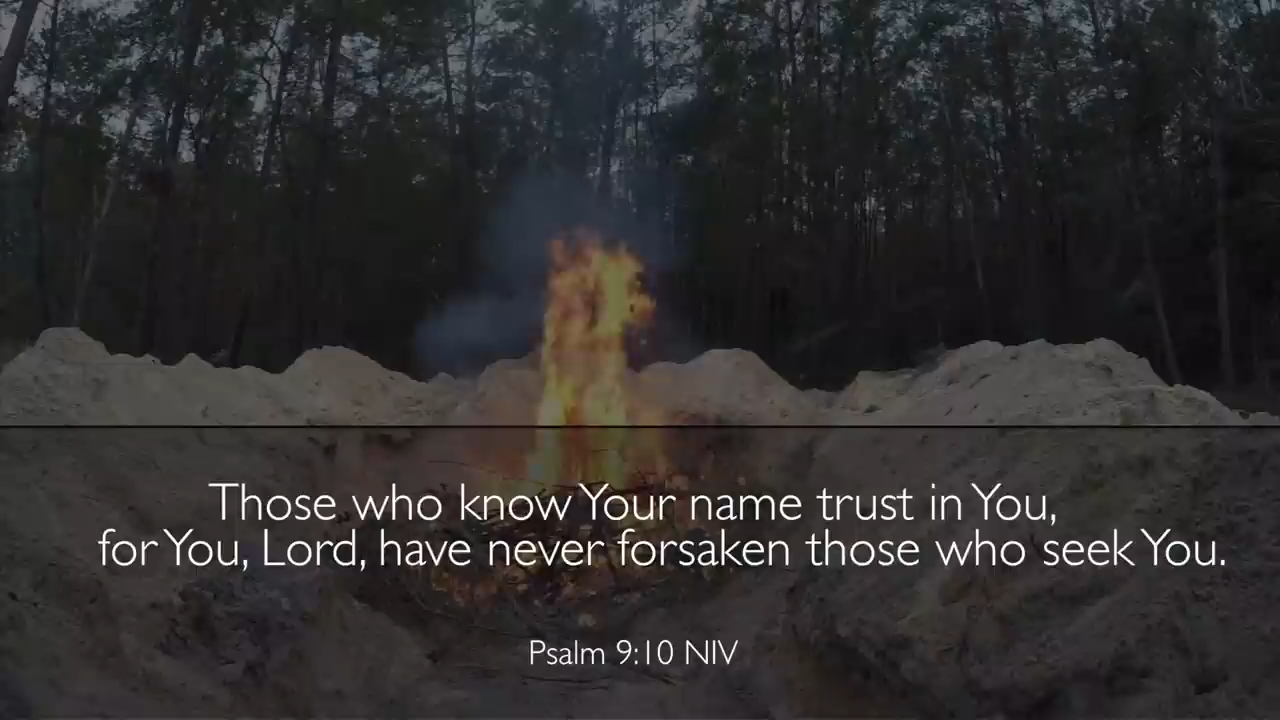 Those who know Your name trust in You,
for You, Lord, have never forsaken those who seek You.
Psalm 9:10 NIV